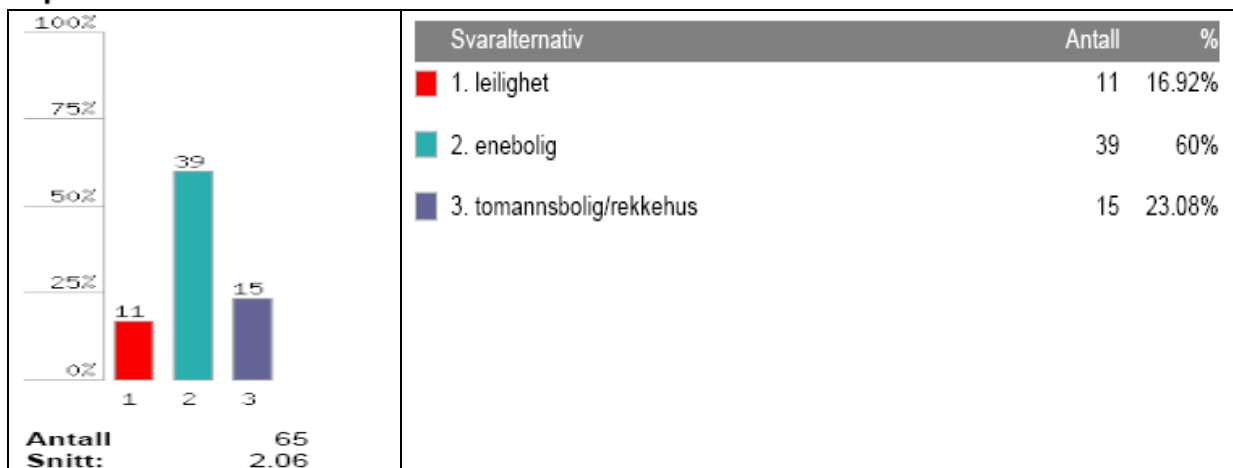 100%
75%
50%
25%
0%
11
39
15
1 2 3
Antall 65
Snitt: 2.06
Svaralternativ Antall %
1. leilighet 11 16.92%
2. enebolig 39 60%
3. tomannsbolig/rekkehus 15 23.08%